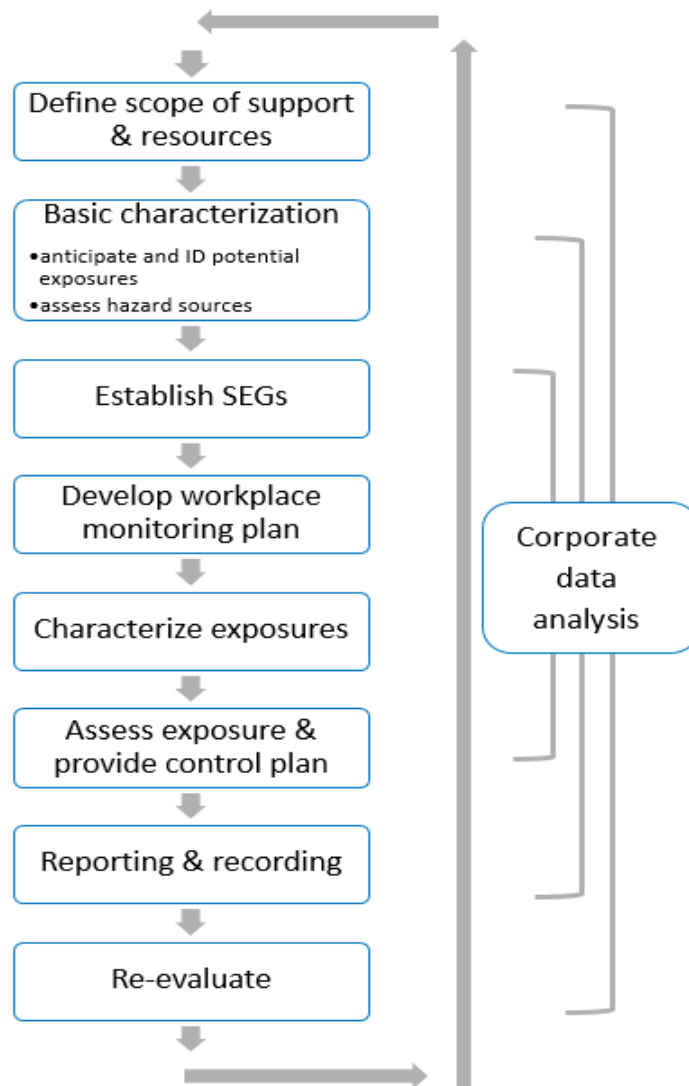 Define scope of support
& resources
Basic characterization
•anticipate and ID potential
exposures
•assess hazard sources
Establish SEGs
Develop workplace
monitoring plan
Characterize exposures
Assess exposure &
provide control plan
Reporting & recording
Re-evaluate
Corporate
data
analysis